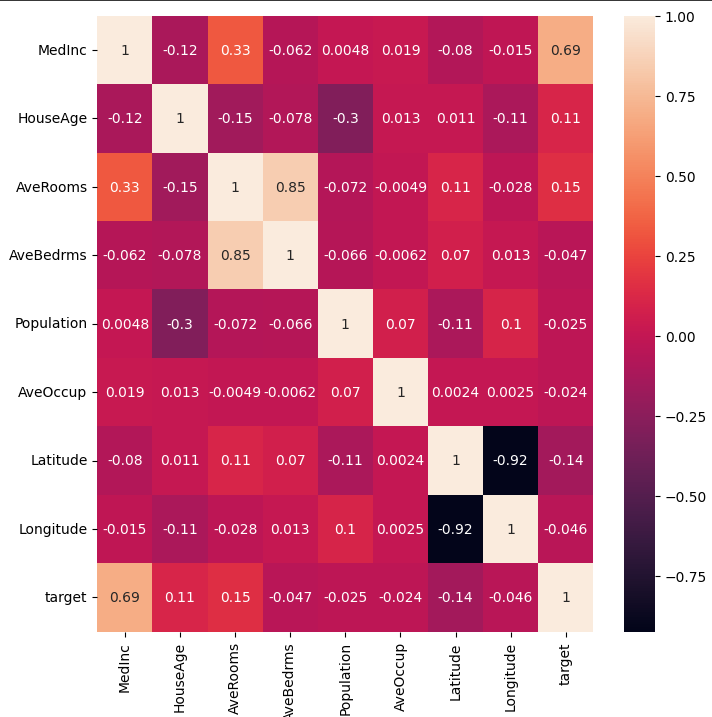 MedInc 1 -0.12 0.33 -0.062 0.0048 0.019 -0.08 -0.015 0.69
HouseAge -0.12 1 -0.15 -0.078 -0.3 0.013 0.011 -0.11 0.11
AveRooms 0.33 -0.15 1 0.85 -0.072 -0.0049 0.11 -0.028 0.15
AveBedrms -0.062 -0.078 0.85 1 -0.066 -0.0062 0.07 0.013 -0.047
Population 0.0048 -0.3 -0.072 -0.066 1 0.07 -0.11 0.1 -0.025
AveOccup 0.019 0.013 -0.0049 -0.0062 0.07 1 0.0024 0.0025 -0.024
Latitude -0.08 0.011 0.11 0.07 -0.11 0.0024 1 -0.92 -0.14
Longitude -0.015 -0.11 -0.028 0.013 0.1 0.0025 -0.92 1 -0.046
target 0.69 0.11 0.15 -0.047 -0.025 -0.024 -0.14 -0.046 1
MedInc HouseAge AveRooms AveBedrms Population AveOccup Latitude Longitude target
1.00
0.75
0.50
0.25
0.00
-0.25
-0.50
-0.75